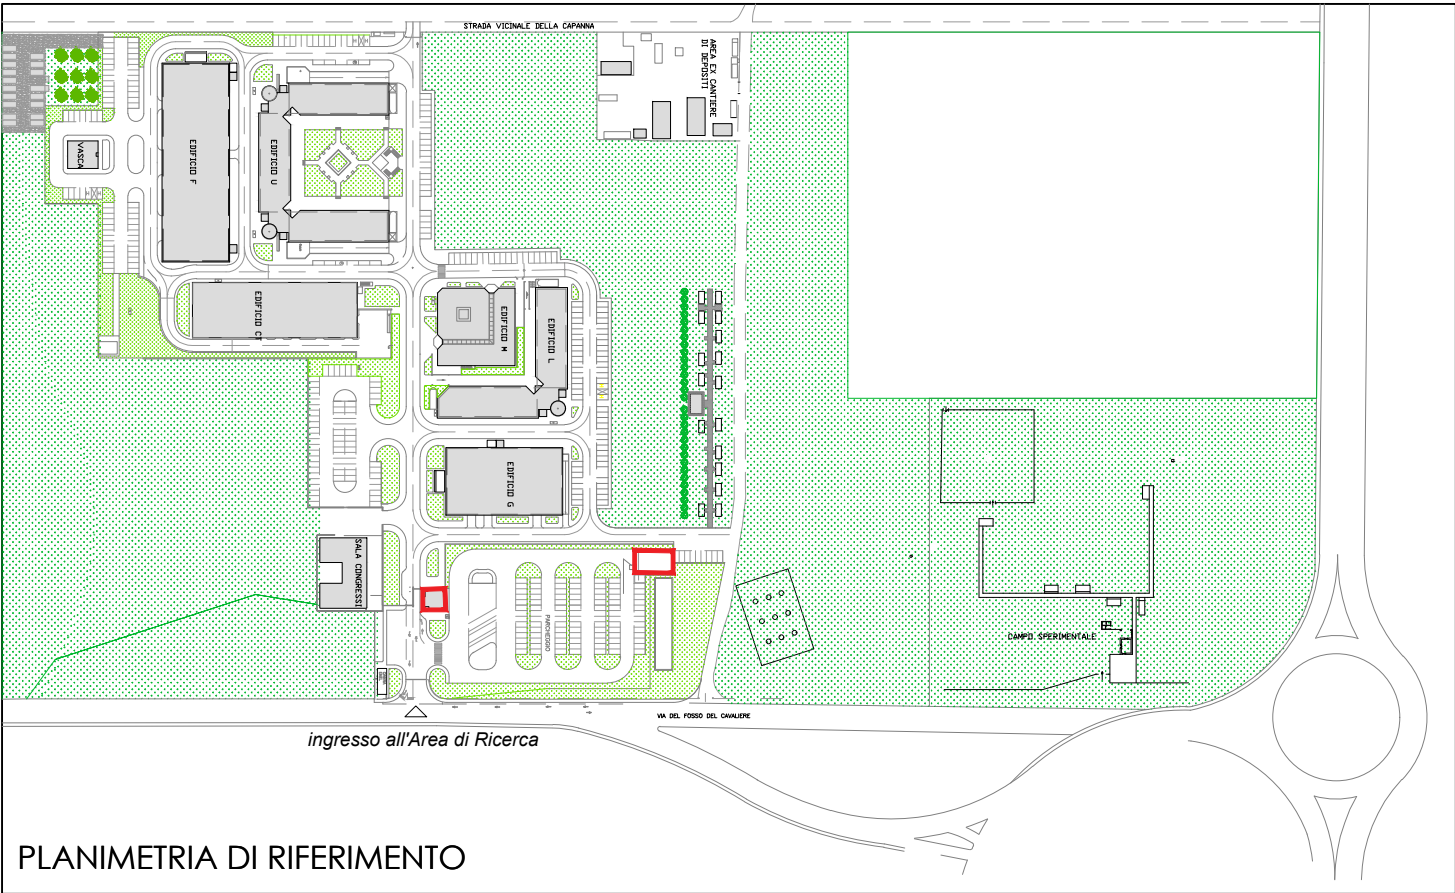 STRADA VICINALE DELLA CAPANNA
AREA EX CANTIERE
DI DEPOSITI
VASCA
EDIFICIO F
EDIFICIO U
EDIFICIO CT
EDIFICIO M
EDIFICIO L
EDIFICIO G
SALA CONGRESSI
PARCHEGGIO
CAMPO SPERIMENTALE
VIA DEL FOSSO DEL CAVALIERE
ingresso all'Area di Ricerca
PLANIMETRIA DI RIFERIMENTO